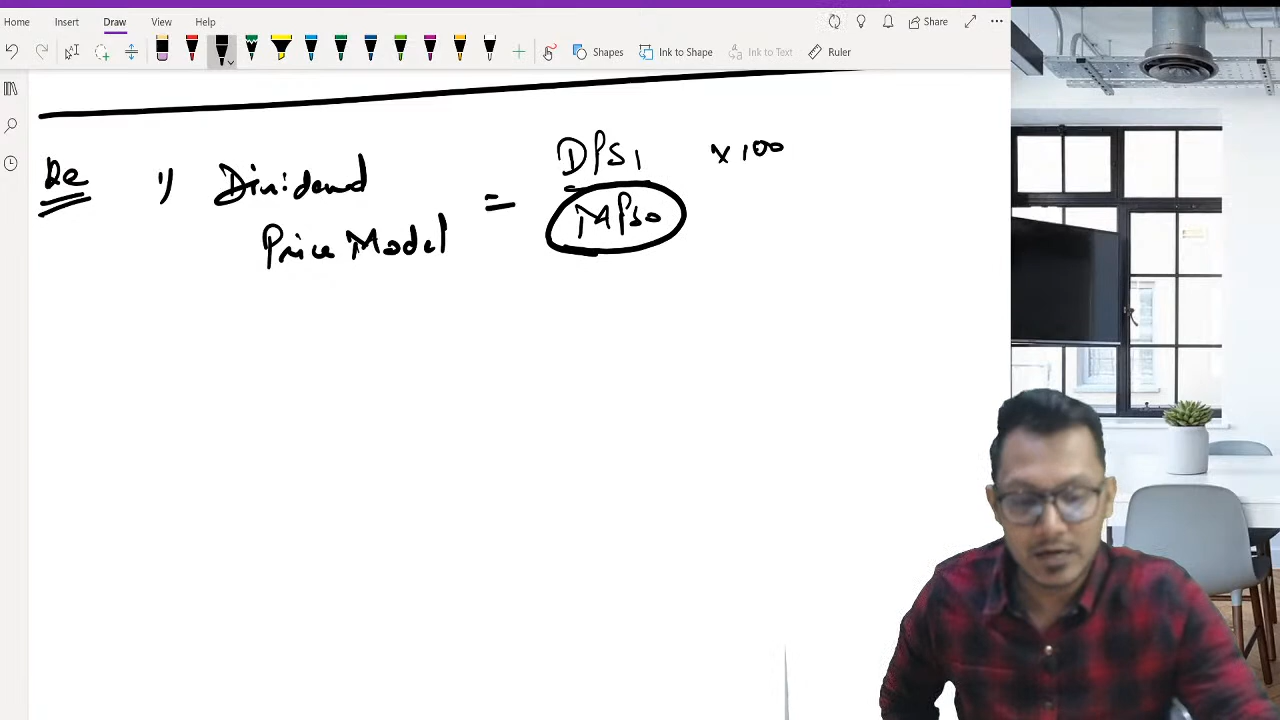 Home Insert Draw View Help
Share
Shapes Ink to Shape Ink to Text Ruler
Ke 1) Dividend Price Model = DPS1 x 100
MPS0